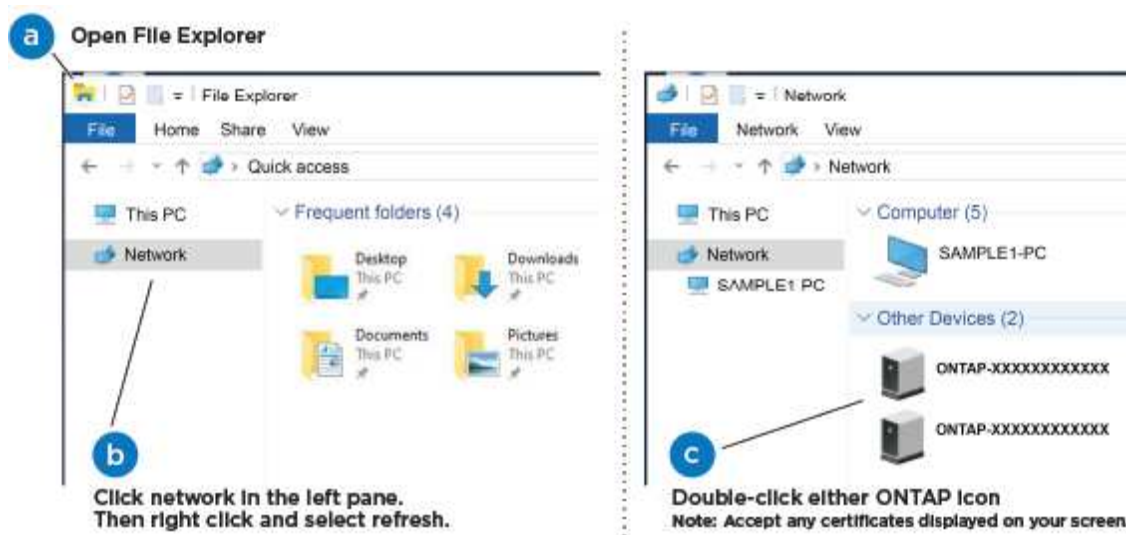 a
Open File Explorer
File Explorer
File Home Share View
Quick access
This PC
Network
Frequent folders (4)
Desktop
This PC
Downloads
This PC
Documents
This PC
Pictures
This PC
b
Click network in the left pane.
Then right click and select refresh.
Network
File Network View
Network
This PC
Network
SAMPLE1 PC
Computer (5)
SAMPLE1-PC
Other Devices (2)
ONTAP-XXXXXXXXXXXX
ONTAP-XXXXXXXXXXXX
c
Double-click either ONTAP icon
Note: Accept any certificates displayed on your screen.